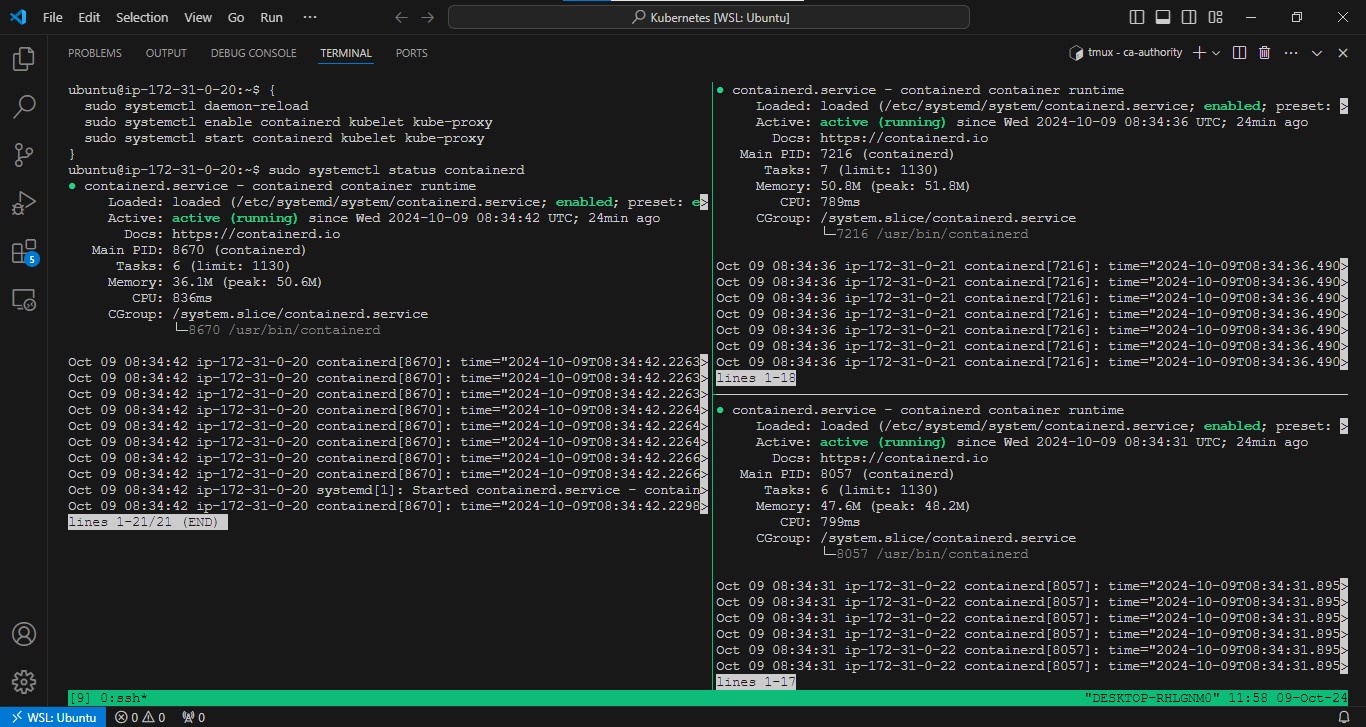 File Edit Selection View Go Run ··· Kubernetes [WSL: Ubuntu]
PROBLEMS OUTPUT DEBUG CONSOLE TERMINAL PORTS tmux - ca-authority
ubuntu@ip-172-31-0-20:~$ {
sudo systemctl daemon-reload
sudo systemctl enable containerd kubelet kube-proxy
sudo systemctl start containerd kubelet kube-proxy
}
ubuntu@ip-172-31-0-20:~$ sudo systemctl status containerd
● containerd.service - containerd container runtime
Loaded: loaded (/etc/systemd/system/containerd.service; enabled; preset: e>
Active: active (running) since Wed 2024-10-09 08:34:42 UTC; 24min ago
Docs: https://containerd.io
Main PID: 8670 (containerd)
Tasks: 6 (limit: 1130)
Memory: 36.1M (peak: 50.6M)
CPU: 836ms
CGroup: /system.slice/containerd.service
└─8670 /usr/bin/containerd
Oct 09 08:34:42 ip-172-31-0-20 containerd[8670]: time="2024-10-09T08:34:42.2263>
Oct 09 08:34:42 ip-172-31-0-20 containerd[8670]: time="2024-10-09T08:34:42.2263>
Oct 09 08:34:42 ip-172-31-0-20 containerd[8670]: time="2024-10-09T08:34:42.2263>
Oct 09 08:34:42 ip-172-31-0-20 containerd[8670]: time="2024-10-09T08:34:42.2264>
Oct 09 08:34:42 ip-172-31-0-20 containerd[8670]: time="2024-10-09T08:34:42.2264>
Oct 09 08:34:42 ip-172-31-0-20 containerd[8670]: time="2024-10-09T08:34:42.2264>
Oct 09 08:34:42 ip-172-31-0-20 containerd[8670]: time="2024-10-09T08:34:42.2266>
Oct 09 08:34:42 ip-172-31-0-20 containerd[8670]: time="2024-10-09T08:34:42.2266>
Oct 09 08:34:42 ip-172-31-0-20 systemd[1]: Started containerd.service - contain>
Oct 09 08:34:42 ip-172-31-0-20 containerd[8670]: time="2024-10-09T08:34:42.2298>
lines 1-21/21 (END)
● containerd.service - containerd container runtime
Loaded: loaded (/etc/systemd/system/containerd.service; enabled; preset: >
Active: active (running) since Wed 2024-10-09 08:34:36 UTC; 24min ago
Docs: https://containerd.io
Main PID: 7216 (containerd)
Tasks: 7 (limit: 1130)
Memory: 50.8M (peak: 51.8M)
CPU: 789ms
CGroup: /system.slice/containerd.service
└─7216 /usr/bin/containerd
Oct 09 08:34:36 ip-172-31-0-21 containerd[7216]: time="2024-10-09T08:34:36.490>
Oct 09 08:34:36 ip-172-31-0-21 containerd[7216]: time="2024-10-09T08:34:36.490>
Oct 09 08:34:36 ip-172-31-0-21 containerd[7216]: time="2024-10-09T08:34:36.490>
Oct 09 08:34:36 ip-172-31-0-21 containerd[7216]: time="2024-10-09T08:34:36.490>
Oct 09 08:34:36 ip-172-31-0-21 containerd[7216]: time="2024-10-09T08:34:36.490>
Oct 09 08:34:36 ip-172-31-0-21 containerd[7216]: time="2024-10-09T08:34:36.490>
Oct 09 08:34:36 ip-172-31-0-21 containerd[7216]: time="2024-10-09T08:34:36.490>
lines 1-18
● containerd.service - containerd container runtime
Loaded: loaded (/etc/systemd/system/containerd.service; enabled; preset: >
Active: active (running) since Wed 2024-10-09 08:34:31 UTC; 24min ago
Docs: https://containerd.io
Main PID: 8057 (containerd)
Tasks: 6 (limit: 1130)
Memory: 47.6M (peak: 48.2M)
CPU: 799ms
CGroup: /system.slice/containerd.service
└─8057 /usr/bin/containerd
Oct 09 08:34:31 ip-172-31-0-22 containerd[8057]: time="2024-10-09T08:34:31.895>
Oct 09 08:34:31 ip-172-31-0-22 containerd[8057]: time="2024-10-09T08:34:31.895>
Oct 09 08:34:31 ip-172-31-0-22 containerd[8057]: time="2024-10-09T08:34:31.895>
Oct 09 08:34:31 ip-172-31-0-22 containerd[8057]: time="2024-10-09T08:34:31.895>
Oct 09 08:34:31 ip-172-31-0-22 containerd[8057]: time="2024-10-09T08:34:31.895>
Oct 09 08:34:31 ip-172-31-0-22 containerd[8057]: time="2024-10-09T08:34:31.895>
lines 1-17
5
[9] 0:ssh* "DESKTOP-RHLGNM0" 11:58 09-Oct-24
WSL: Ubuntu 0 0 0